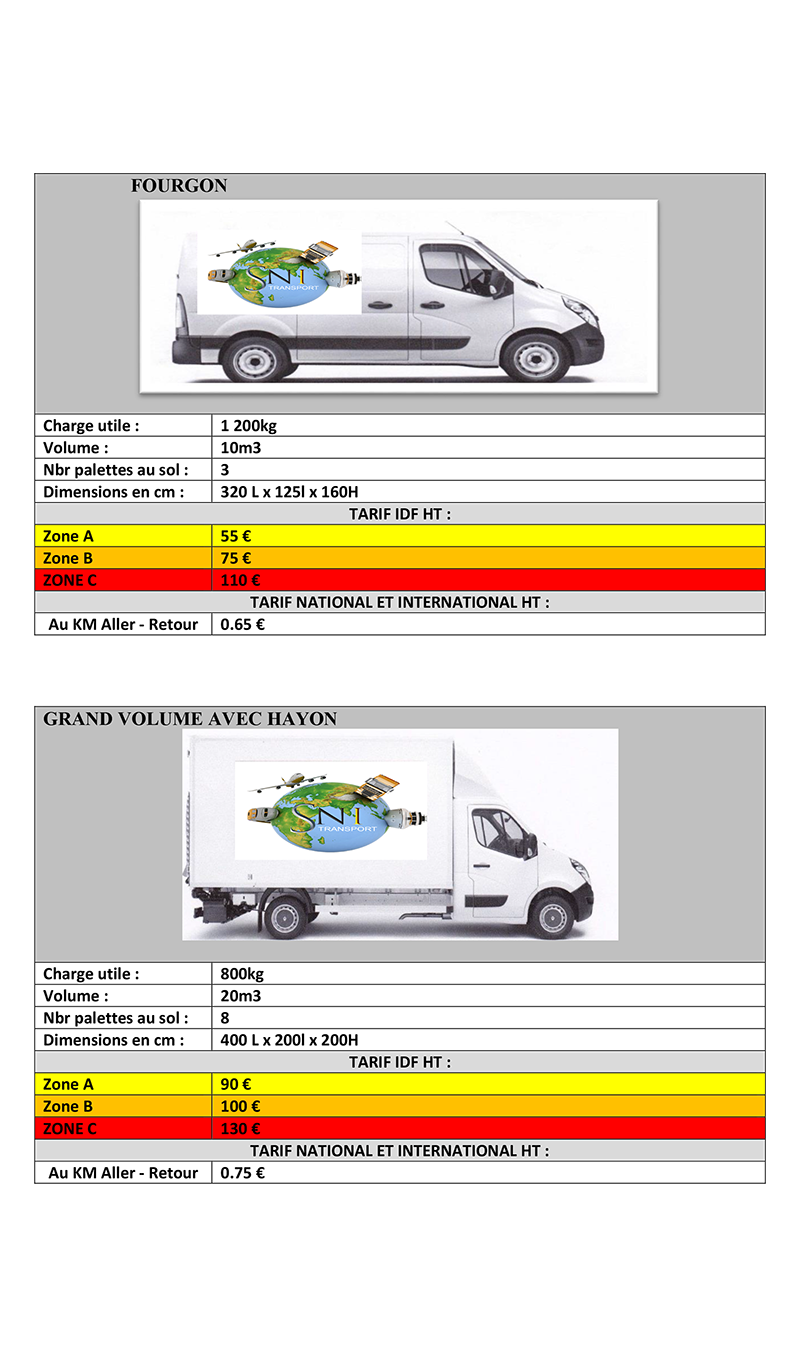 FOURGON
SN1
TRANSPORT
Charge utile : 1 200kg
Volume : 10m3
Nbr palettes au sol : 3
Dimensions en cm : 320 L x 125l x 160H
TARIF IDF HT :
Zone A 55 €
Zone B 75 €
ZONE C 110 €
TARIF NATIONAL ET INTERNATIONAL HT :
Au KM Aller - Retour 0.65 €
GRAND VOLUME AVEC HAYON
SN1
TRANSPORT
Charge utile : 800kg
Volume : 20m3
Nbr palettes au sol : 8
Dimensions en cm : 400 L x 200l x 200H
TARIF IDF HT :
Zone A 90 €
Zone B 100 €
ZONE C 130 €
TARIF NATIONAL ET INTERNATIONAL HT :
Au KM Aller - Retour 0.75 €